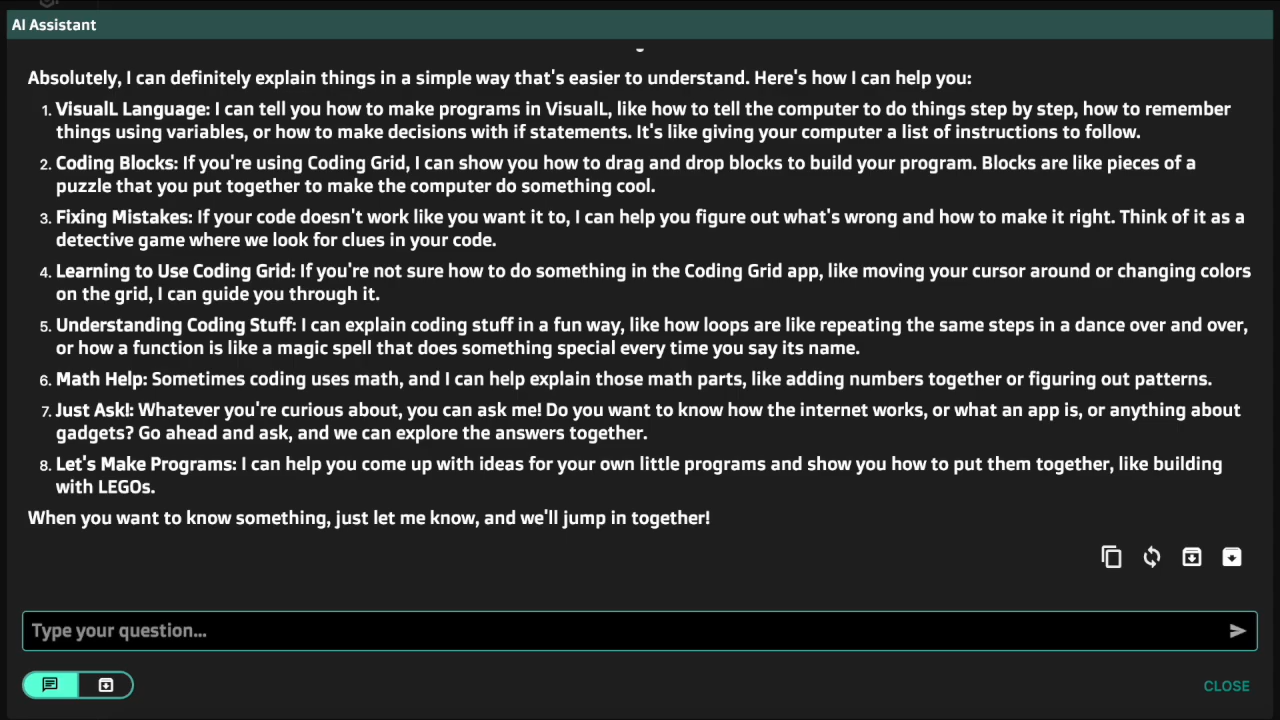 AI Assistant
Absolutely, I can definitely explain things in a simple way that's easier to understand. Here's how I can help you:
1. VisualL Language: I can tell you how to make programs in VisualL, like how to tell the computer to do things step by step, how to remember
things using variables, or how to make decisions with if statements. It's like giving your computer a list of instructions to follow.
2. Coding Blocks: If you're using Coding Grid, I can show you how to drag and drop blocks to build your program. Blocks are like pieces of a
puzzle that you put together to make the computer do something cool.
3. Fixing Mistakes: If your code doesn't work like you want it to, I can help you figure out what's wrong and how to make it right. Think of it as a
detective game where we look for clues in your code.
4. Learning to Use Coding Grid: If you're not sure how to do something in the Coding Grid app, like moving your cursor around or changing colors
on the grid, I can guide you through it.
5. Understanding Coding Stuff: I can explain coding stuff in a fun way, like how loops are like repeating the same steps in a dance over and over,
or how a function is like a magic spell that does something special every time you say its name.
6. Math Help: Sometimes coding uses math, and I can help explain those math parts, like adding numbers together or figuring out patterns.
7. Just Ask!: Whatever you're curious about, you can ask me! Do you want to know how the internet works, or what an app is, or anything about
gadgets? Go ahead and ask, and we can explore the answers together.
8. Let's Make Programs: I can help you come up with ideas for your own little programs and show you how to put them together, like building
with LEGOs.
When you want to know something, just let me know, and we'll jump in together!
Type your question...
CLOSE